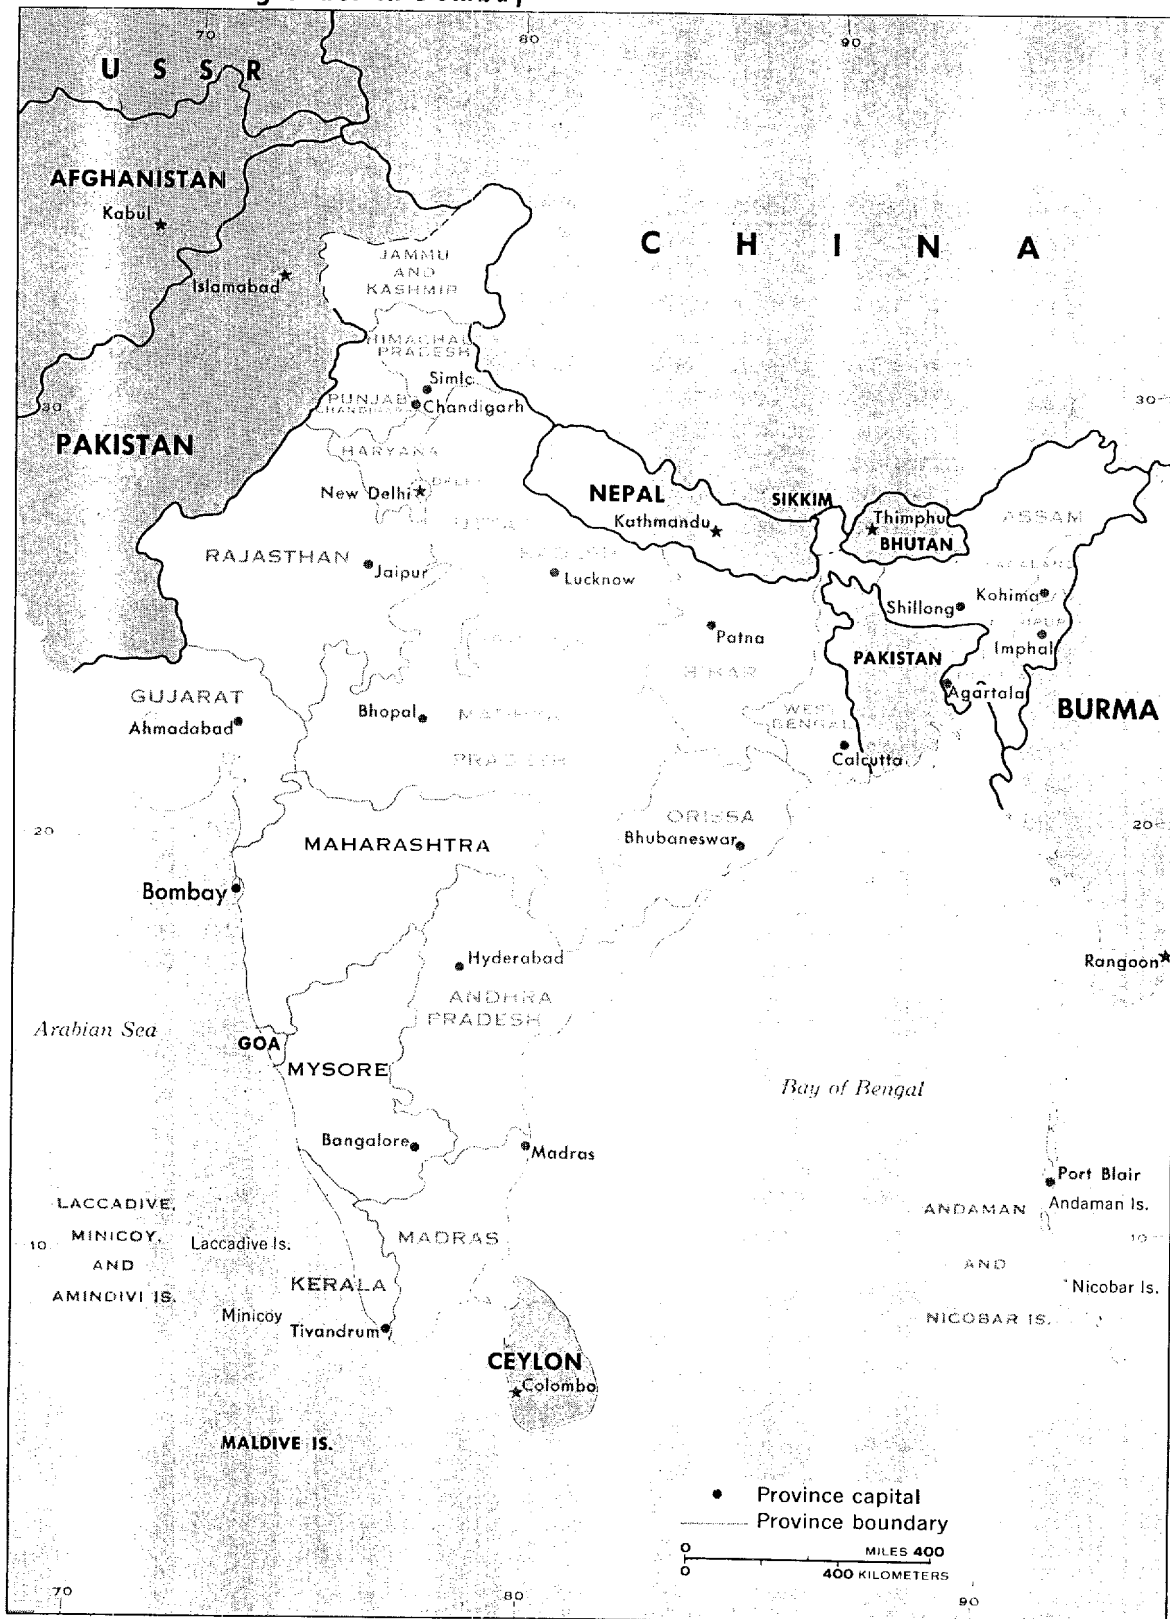 70
80
90
U S S R
AFGHANISTAN
Kabul
C H I N A
JAMMU
AND
KASHMIR
Islamabad
HIMACHAL
PRADESH
Simlc
PUNJAB
Chandigarh
30
30
PAKISTAN
HARYANA
New Delhi
NEPAL
SIKKIM
Kathmandu
Thimphu
BHUTAN
ASSAM
RAJASTHAN
Jaipur
Lucknow
Kohima
Shillong
Patna
Imphal
PAKISTAN
BIHAR
Agartala
GUJARAT
Ahmadabad
Bhopal
MADHYA
WEST
BENGAL
BURMA
PRADESH
Calcutta
ORISSA
20
20
MAHARASHTRA
Bhubaneswar
Bombay
Hyderabad
Rangoon
ANDHRA
PRADESH
Arabian Sea
GOA
MYSORE
Bay of Bengal
Bangalore
Madras
Port Blair
LACCADIVE,
MINICOY,
AND
AMINDIVI IS.
Laccadive Is.
MADRAS
ANDAMAN
Andaman Is.
10
10
AND
KERALA
Nicobar Is.
Minicoy
NICOBAR IS.
Tivandrum
CEYLON
Colombo
MALDIVE IS.
Province capital
Province boundary
0 MILES 400
0 400 KILOMETERS
70
80
90